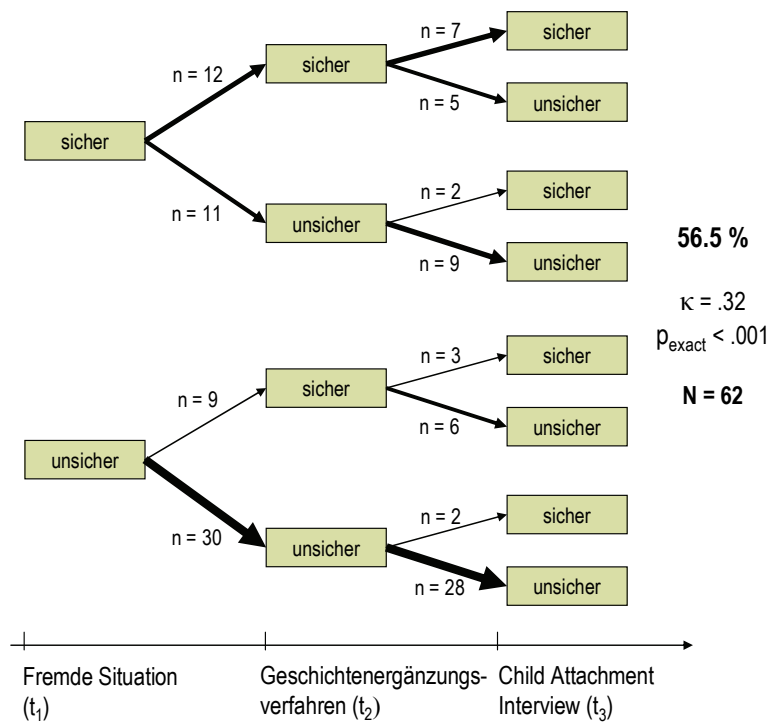 n = 7
sicher
n = 12
sicher
n = 5
unsicher
sicher
n = 11
n = 2
sicher
unsicher
n = 9
unsicher
56.5 %
κ = .32
p_exact < .001
N = 62
n = 3
sicher
n = 9
sicher
n = 6
unsicher
unsicher
n = 30
n = 2
sicher
unsicher
n = 28
unsicher
Fremde Situation
(t₁)
Geschichtenergänzungs-
verfahren (t₂)
Child Attachment
Interview (t₃)